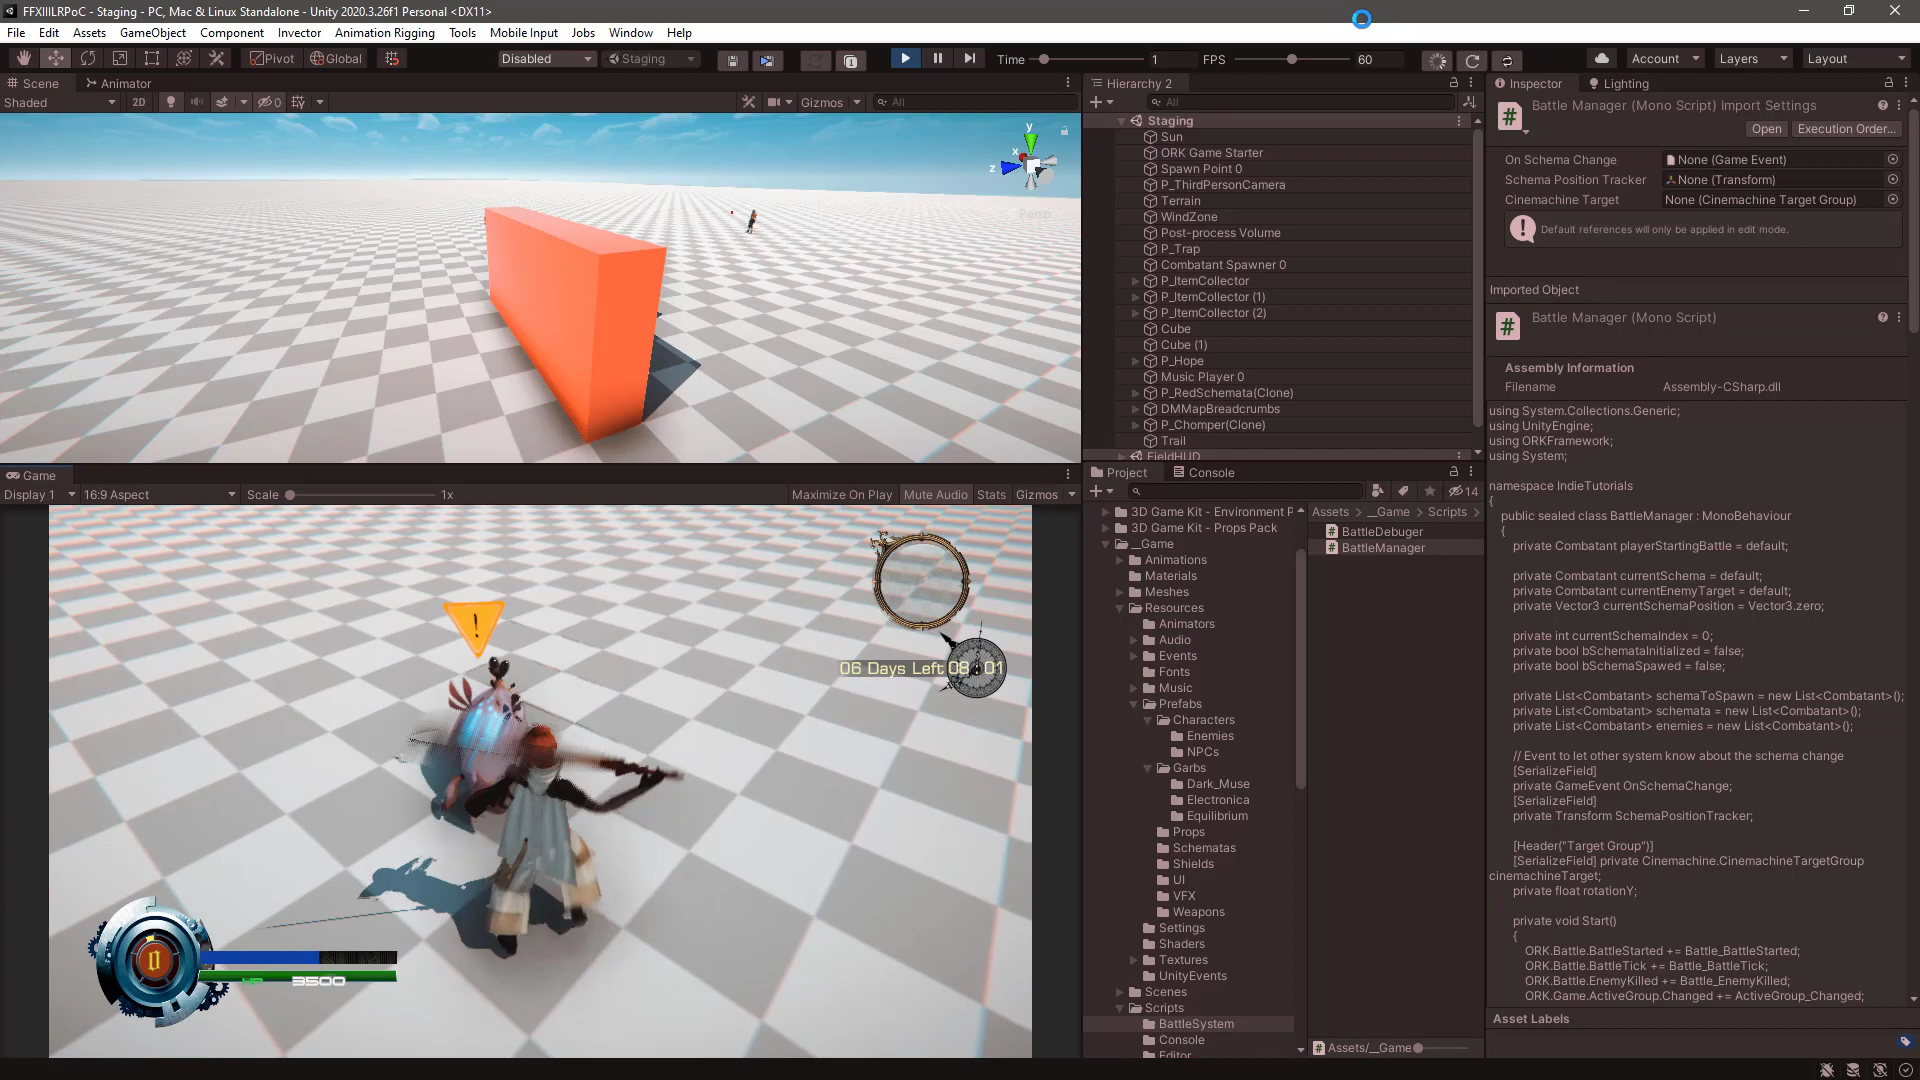 FFXIIILRPoC - Staging - PC, Mac & Linux Standalone - Unity 2020.3.26f1 Personal <DX11>
File Edit Assets GameObject Component Invector Animation Rigging Tools Mobile Input Jobs Window Help
Pivot Global Disabled Staging Time 1 FPS 60 Account Layers Layout
Scene Animator
Shaded 2D 0 Gizmos All
y
x
z
Persp
Hierarchy 2
All
Staging
Sun
ORK Game Starter
Spawn Point 0
P_ThirdPersonCamera
Terrain
WindZone
Post-process Volume
P_Trap
Combatant Spawner 0
P_ItemCollector
P_ItemCollector (1)
P_ItemCollector (2)
Cube
Cube (1)
P_Hope
Music Player 0
P_RedSchemata(Clone)
DMMapBreadcrumbs
P_Chomper(Clone)
Trail
FieldHUD
Game
Display 1 16:9 Aspect Scale 1x Maximize On Play Mute Audio Stats Gizmos
!
06 Days Left 08 01
0
HP 3500
Project Console
14
3D Game Kit - Environment P
3D Game Kit - Props Pack
__Game
Animations
Materials
Meshes
Resources
Animators
Audio
Events
Fonts
Music
Prefabs
Characters
Enemies
NPCs
Garbs
Dark_Muse
Electronica
Equilibrium
Props
Schematas
Shields
UI
VFX
Weapons
Settings
Shaders
Textures
UnityEvents
Scenes
Scripts
BattleSystem
Console
Editor
Assets > __Game > Scripts >
BattleDebuger
BattleManager
Assets/__Game
Inspector Lighting
Battle Manager (Mono Script) Import Settings
Open Execution Order...
On Schema Change None (Game Event)
Schema Position Tracker None (Transform)
Cinemachine Target None (Cinemachine Target Group)
Default references will only be applied in edit mode.
Imported Object
Battle Manager (Mono Script)
Assembly Information
Filename Assembly-CSharp.dll
using System.Collections.Generic;
using UnityEngine;
using ORKFramework;
using System;
namespace IndieTutorials
{
public sealed class BattleManager : MonoBehaviour
{
private Combatant playerStartingBattle = default;
private Combatant currentSchema = default;
private Combatant currentEnemyTarget = default;
private Vector3 currentSchemaPosition = Vector3.zero;
private int currentSchemaIndex = 0;
private bool bSchemataInitialized = false;
private bool bSchemaSpawed = false;
private List<Combatant> schemaToSpawn = new List<Combatant>();
private List<Combatant> schemata = new List<Combatant>();
private List<Combatant> enemies = new List<Combatant>();
// Event to let other system know about the schema change
[SerializeField]
private GameEvent OnSchemaChange;
[SerializeField]
private Transform SchemaPositionTracker;
[Header("Target Group")]
[SerializeField] private Cinemachine.CinemachineTargetGroup
cinemachineTarget;
private float rotationY;
private void Start()
{
ORK.Battle.BattleStarted += Battle_BattleStarted;
ORK.Battle.BattleTick += Battle_BattleTick;
ORK.Battle.EnemyKilled += Battle_EnemyKilled;
ORK.Game.ActiveGroup.Changed += ActiveGroup_Changed;
Asset Labels